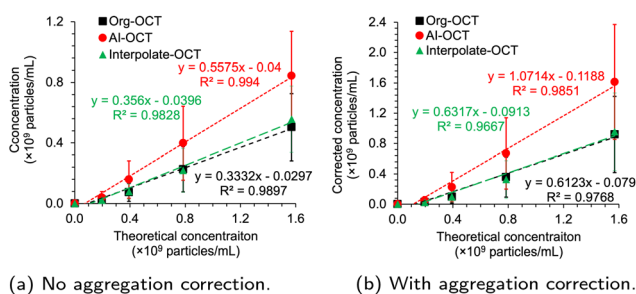 Org-OCT
AI-OCT
Interpolate-OCT
y = 0.5575x - 0.04
R² = 0.994
y = 0.356x - 0.0396
R² = 0.9828
y = 0.3332x - 0.0297
R² = 0.9897
Cooncentration
(×10⁹ particles/mL)
1.2
0.8
0.4
0.0
0.0 0.4 0.8 1.2 1.6
Theoretical concentraiton
(×10⁹ particles/mL)
(a) No aggregation correction.
Org-OCT
AI-OCT
Interpolate-OCT
y = 1.0714x - 0.1188
R² = 0.9851
y = 0.6317x - 0.0913
R² = 0.9667
y = 0.6123x - 0.079
R² = 0.9768
Corrected concentration
(×10⁹ particles/mL)
2.4
2.0
1.6
1.2
0.8
0.4
0.0
0.0 0.4 0.8 1.2 1.6
Theoretical concentraiton
(×10⁹ particles/mL)
(b) With aggregation correction.